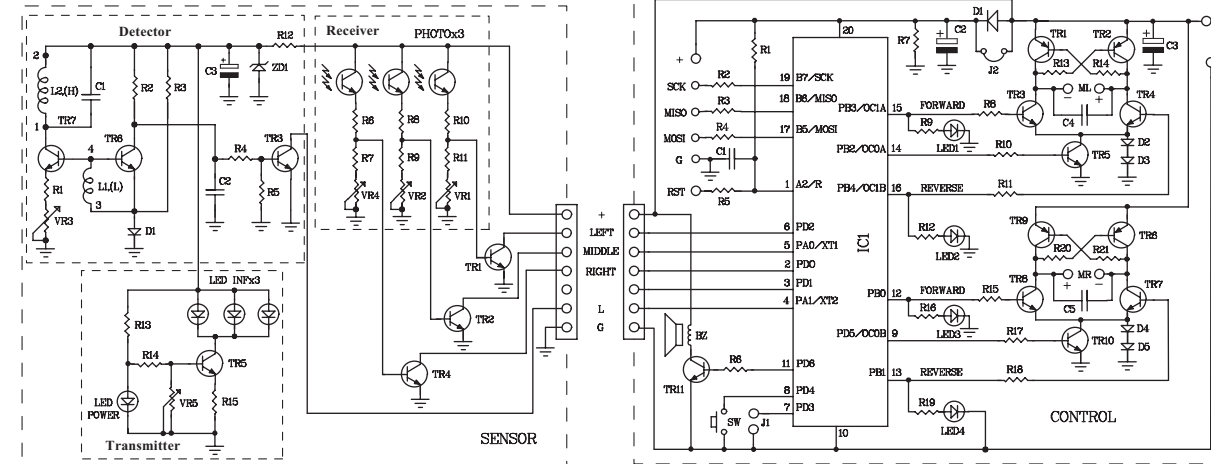 Detector
R12
Receiver
PHOTOx3
2
L2,(H)
C1
TR7
1
R2
R3
C3
ZD1
4
TR6
R4
TR3
L1,(L)
3
R1
VR3
C2
R5
D1
R6
R8
R10
R7
R9
R11
VR4
VR2
VR1
TR1
TR2
TR4
LED INFx3
R13
R14
TR5
LED
POWER
VR5
R15
Transmitter
SENSOR
+
LEFT
MIDDLE
RIGHT
L
G
+
SCK
R2
MISO
R3
MOSI
R4
G
C1
RST
R5
R1
20
19 B7/SCK
18 B6/MISO
17 B5/MOSI
1 A2/R
6 PD2
5 PA0/XT1
2 PD0
3 PD1
4 PA1/XT2
11 PD6
8 PD4
7 PD3
10
IC1
PB3/OC1A 15 FORWARD R8
PB2/OC0A 14
PB4/OC1B 16 REVERSE R11
PB0 12 FORWARD R15
PD5/OC0B 9
PB1 13 REVERSE R18
R7
C2
D1
J2
TR1
TR2
C3
R13
R14
- ML +
TR3
TR4
C4
R9
LED1
R10
TR5
D2
D3
R12
LED2
TR9
TR6
R20
R21
+ MR -
TR8
TR7
C5
R16
LED3
R17
TR10
D4
D5
R19
LED4
BZ
R6
TR11
SW
J1
CONTROL